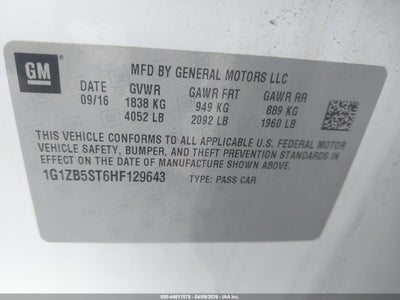 GM
MFD BY GENERAL MOTORS LLC
DATE GVWR GAWR FRT GAWR RR
09/16 1838 KG 949 KG 889 KG
4052 LB 2092 LB 1960 LB
THIS VEHICLE CONFORMS TO ALL APPLICABLE U.S. FEDERAL MOTOR
VEHICLE SAFETY, BUMPER, AND THEFT PREVENTION STANDARDS IN
EFFECT ON THE DATE OF MANUFACTURE SHOWN ABOVE.
1G1ZB5ST6HF129643 TYPE: PASS CAR